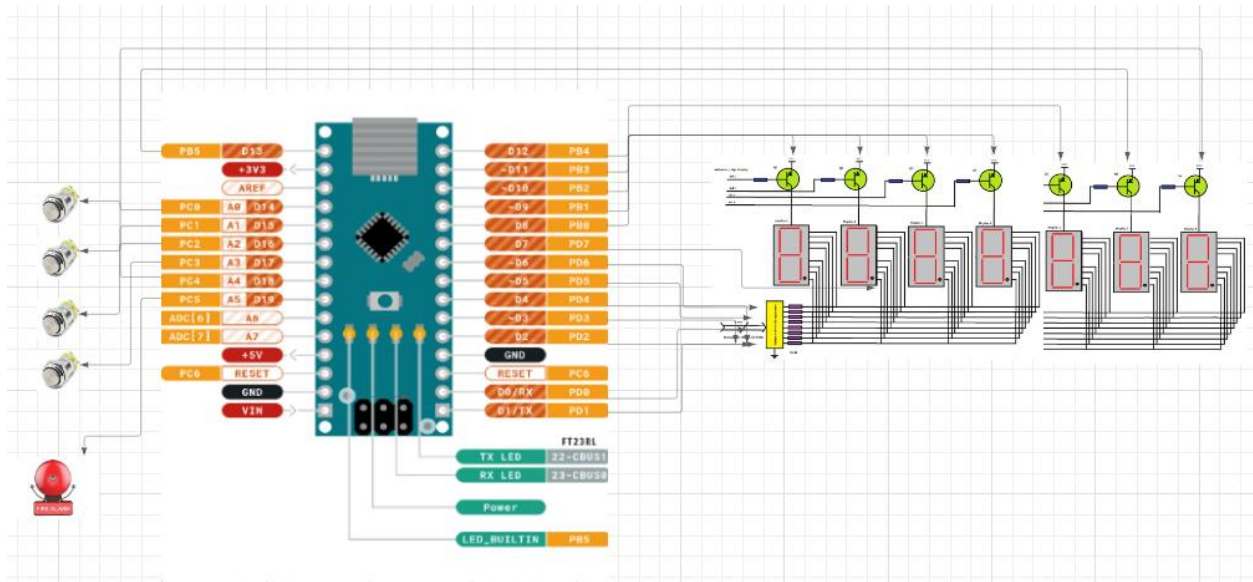 PB5 D13
+3V3
AREF
PC0 A0 D14
PC1 A1 D15
PC2 A2 D16
PC3 A3 D17
PC4 A4 D18
PC5 A5 D19
ADC[6] A6
ADC[7] A7
+5V
PC6 RESET
GND
VIN
D12 PB4
~D11 PB3
~D10 PB2
~D9 PB1
D8 PB0
D7 PD7
~D6 PD6
~D5 PD5
D4 PD4
~D3 PD3
D2 PD2
GND
RESET PC6
D0/RX PD0
D1/TX PD1
FT23RL
TX LED 22-CBUS1
RX LED 23-CBUS0
Power
LED_BUILTIN PB5
FIRE ALARM